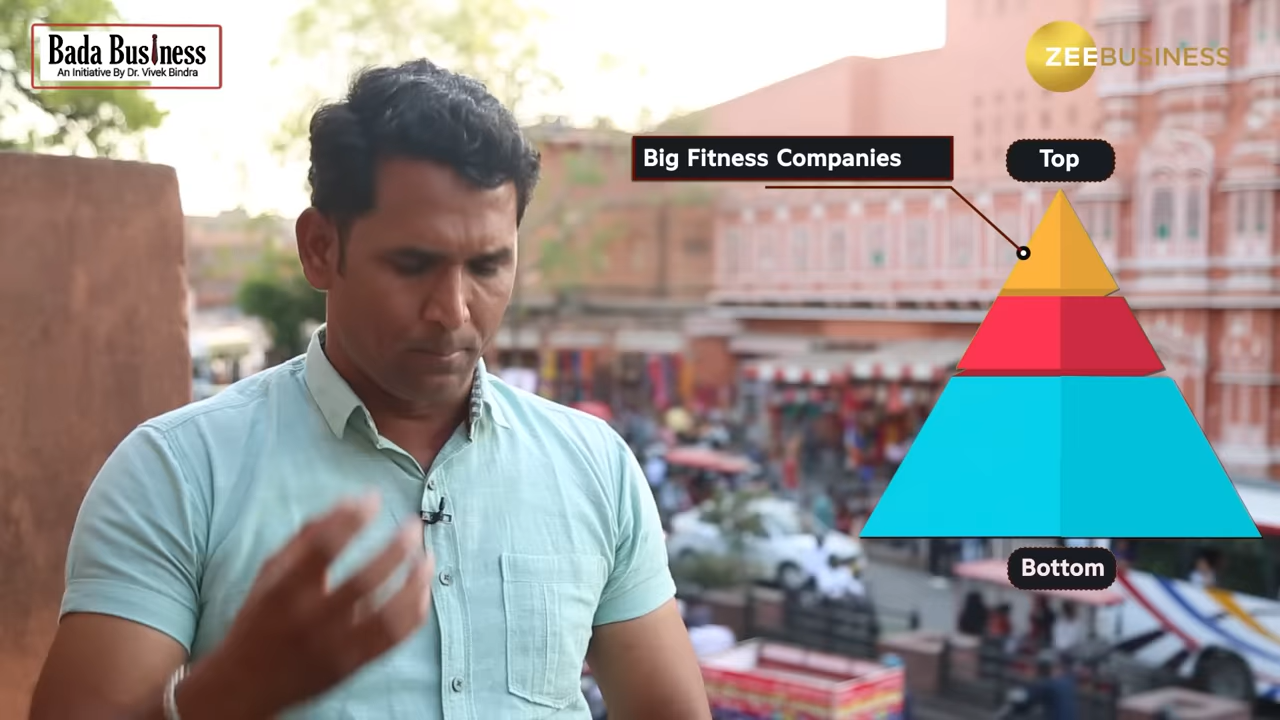 Bada Business
An Initiative By Dr. Vivek Bindra
ZEEBUSINESS
Big Fitness Companies
Top
Bottom